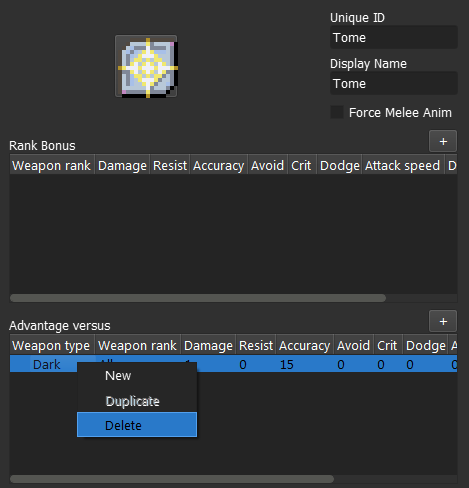 Unique ID
Tome
Display Name
Tome
Force Melee Anim
Rank Bonus
+
Weapon rank Damage Resist Accuracy Avoid Crit Dodge Attack speed D
Advantage versus
+
Weapon type Weapon rank Damage Resist Accuracy Avoid Crit Dodge A
Dark All 1 0 15 0 0 0 0
New
Duplicate
Delete